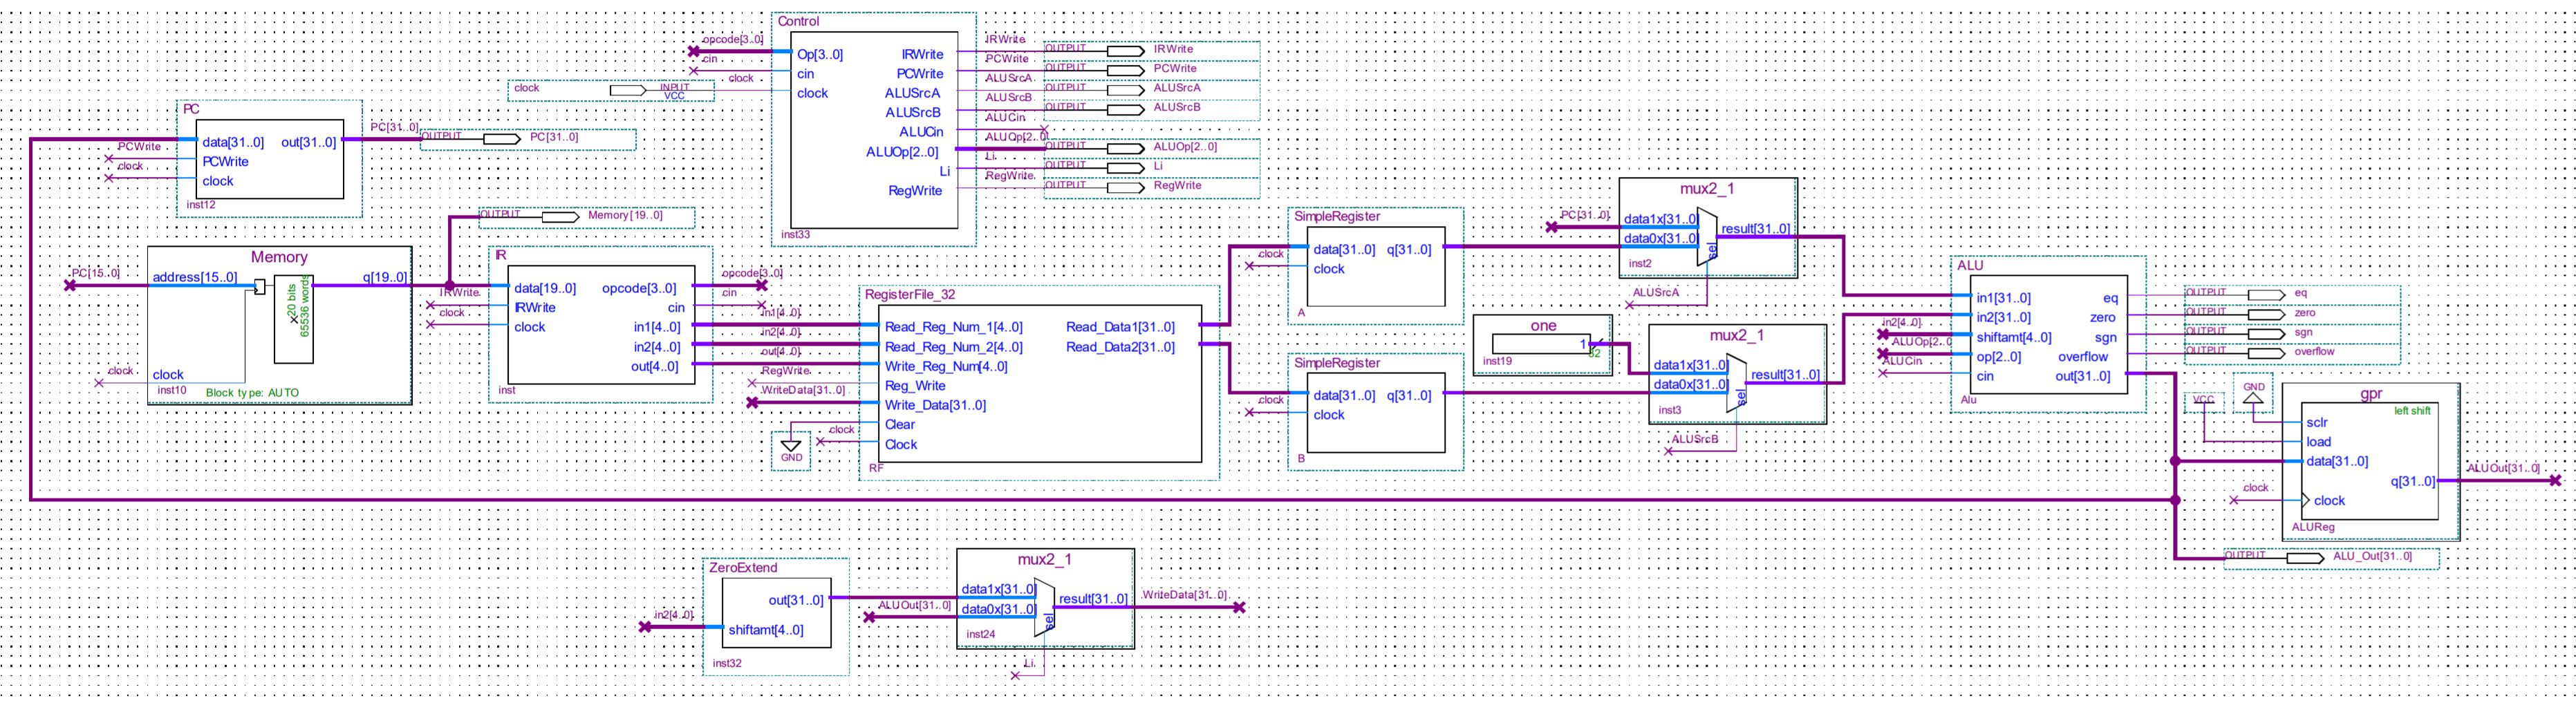 Control
opcode[3..0]
cin
clock
Op[3..0]
cin
clock
IRWrite
PCWrite
ALUSrcA
ALUSrcB
ALUCin
ALUOp[2..0]
Li
RegWrite
inst33
IRWrite
PCWrite
ALUSrcA
ALUSrcB
ALUCin
ALUOp[2..0]
Li
RegWrite
OUTPUT IRWrite
OUTPUT PCWrite
OUTPUT ALUSrcA
OUTPUT ALUSrcB
OUTPUT ALUOp[2..0]
OUTPUT Li
OUTPUT RegWrite
clock INPUT
VCC
PC
data[31..0] out[31..0]
PCWrite
clock
inst12
PCWrite
clock
PC[31..0]
OUTPUT PC[31..0]
OUTPUT Memory[19..0]
Memory
PC[15..0]
address[15..0] q[19..0]
20 bits
65536 words
clock
clock
inst10 Block type: AUTO
IR
IRWrite
clock
data[19..0] opcode[3..0]
IRWrite cin
clock in1[4..0]
in2[4..0]
out[4..0]
inst
opcode[3..0]
cin
in1[4..0]
in2[4..0]
out[4..0]
RegWrite
WriteData[31..0]
clock
GND
RegisterFile_32
Read_Reg_Num_1[4..0] Read_Data1[31..0]
Read_Reg_Num_2[4..0] Read_Data2[31..0]
Write_Reg_Num[4..0]
Reg_Write
Write_Data[31..0]
Clear
Clock
RF
SimpleRegister
clock
data[31..0] q[31..0]
clock
A
SimpleRegister
clock
data[31..0] q[31..0]
clock
B
mux2_1
PC[31..0]
data1x[31..0]
data0x[31..0]
result[31..0]
sel
inst2
ALUSrcA
one
1
32
inst19
mux2_1
data1x[31..0]
data0x[31..0]
result[31..0]
sel
inst3
ALUSrcB
ALU
in2[4..0]
ALUOp[2..0
ALUCin
in1[31..0] eq
in2[31..0] zero
shiftamt[4..0] sgn
op[2..0] overflow
cin out[31..0]
Alu
OUTPUT eq
OUTPUT zero
OUTPUT sgn
OUTPUT overflow
VCC
GND
gpr
left shift
sclr
load
data[31..0]
q[31..0]
clock
clock
ALUReg
ALUOut[31..0]
OUTPUT ALU_Out[31..0]
ZeroExtend
in2[4..0]
out[31..0]
shiftamt[4..0]
inst32
mux2_1
ALUOut[31..0]
data1x[31..0]
data0x[31..0]
result[31..0]
sel
inst24
Li
WriteData[31..0]